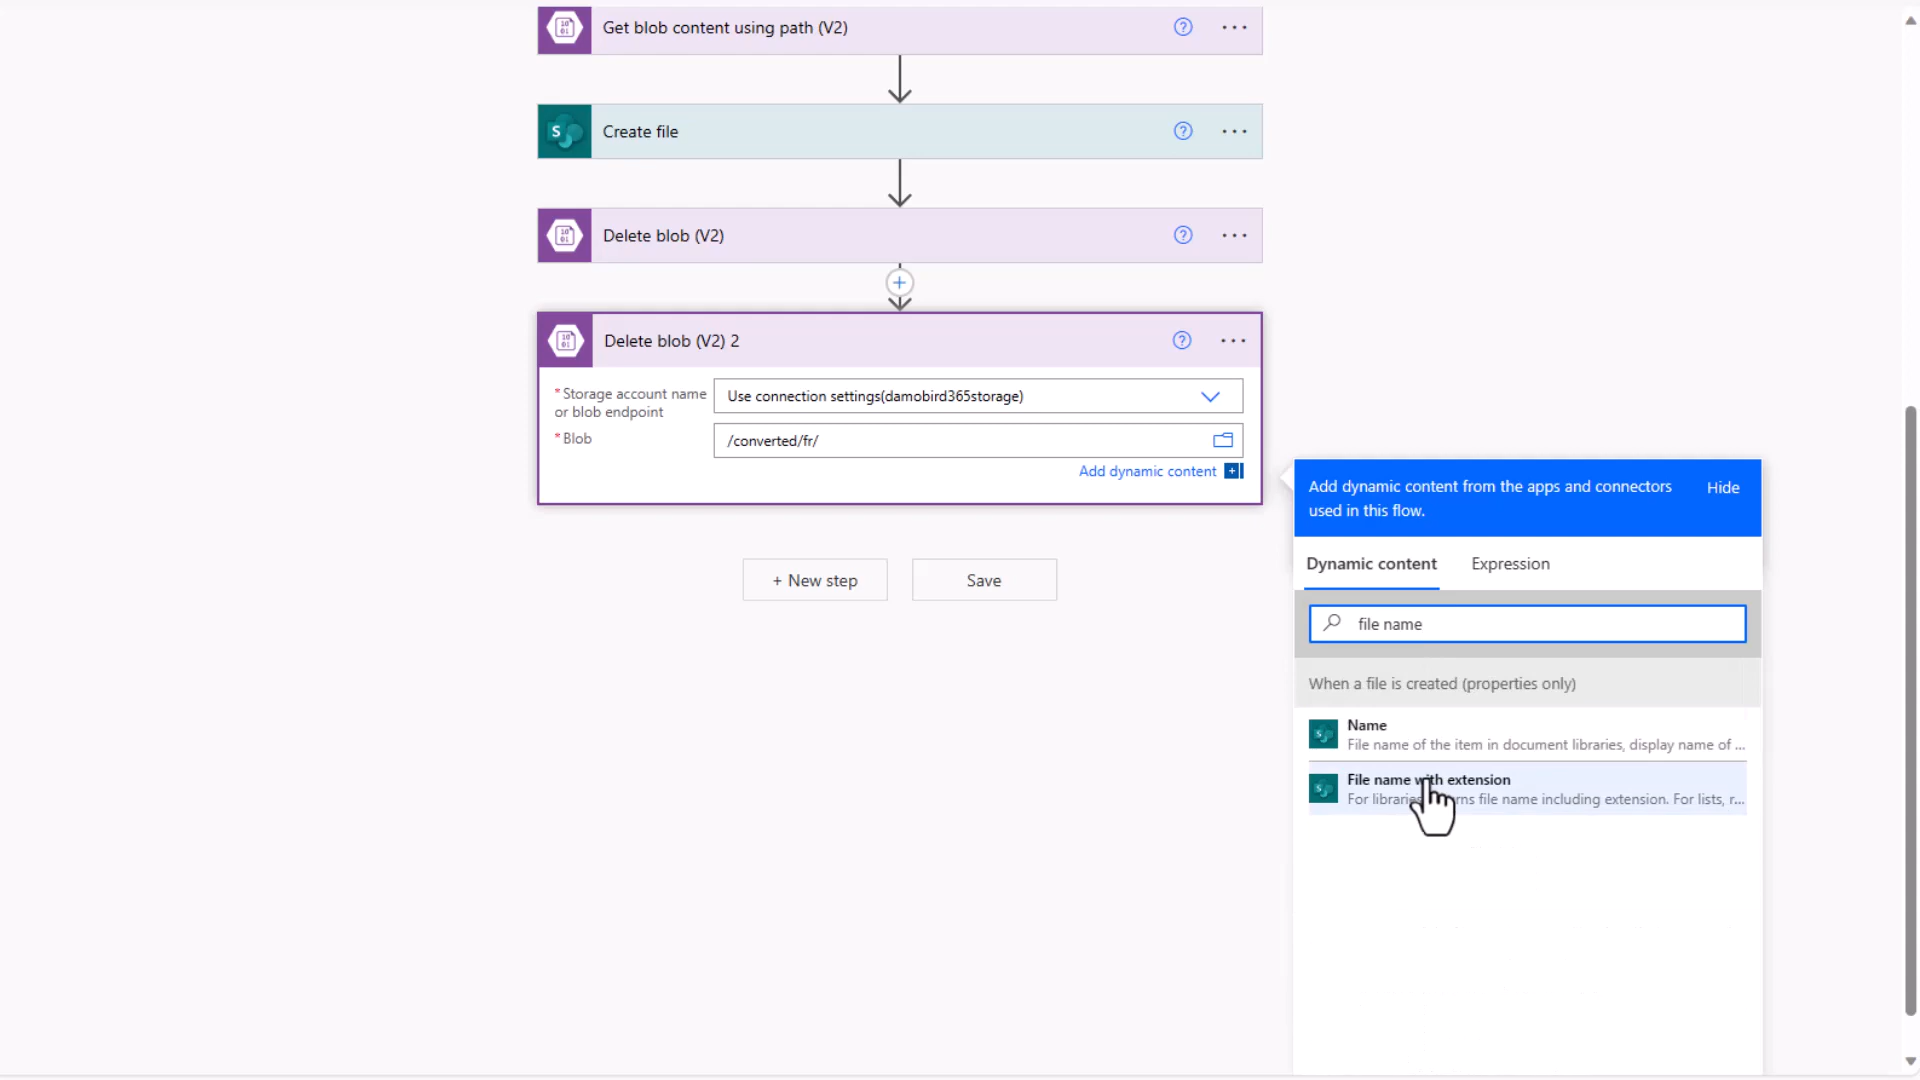 Get blob content using path (V2)
Create file
Delete blob (V2)
Delete blob (V2) 2
* Storage account name
or blob endpoint
Use connection settings(damobird365storage)
* Blob
/converted/fr/
Add dynamic content
+ New step
Save
Add dynamic content from the apps and connectors
used in this flow.
Hide
Dynamic content
Expression
file name
When a file is created (properties only)
Name
File name of the item in document libraries, display name of ...
File name with extension
For libraries rns file name including extension. For lists, r...